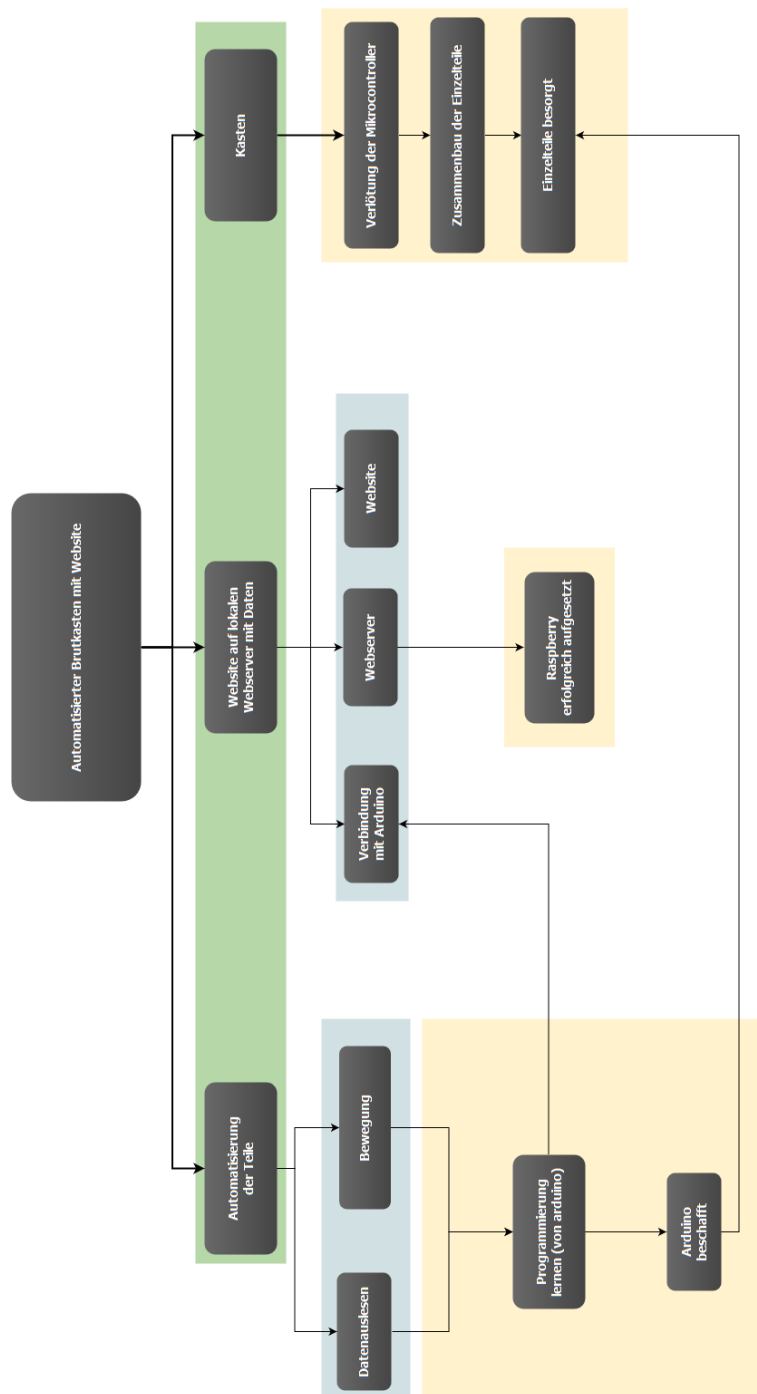 Automatisierter Brutkasten mit Website
Automatisierung
der Teile
Website auf lokalen
Webserver mit Daten
Kasten
Datenauslesen
Bewegung
Verbindung
mit Arduino
Webserver
Website
Verlötung der Mikrocontroller
Zusammenbau der Einzelteile
Einzelteile besorgt
Programmierung
lernen (von arduino)
Raspberry
erfolgreich aufgesetzt
Arduino
beschafft